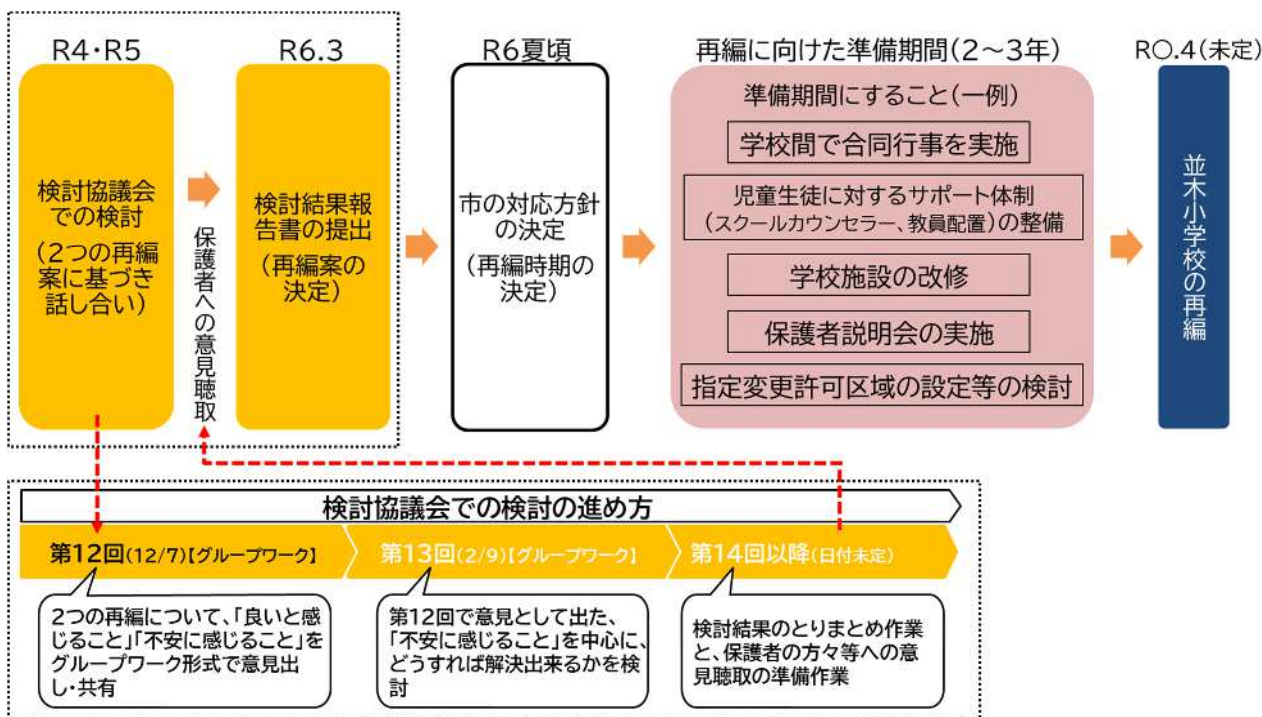 R4・R5
検討協議会
での検討
(2つの再編
案に基づき
話し合い)
保護者への意見聴取
R6.3
検討結果報
告書の提出
(再編案の
決定)
R6夏頃
市の対応方針
の決定
(再編時期の
決定)
再編に向けた準備期間(2～3年)
準備期間にすること(一例)
学校間で合同行事を実施
児童生徒に対するサポート体制
(スクールカウンセラー、教員配置)の整備
学校施設の改修
保護者説明会の実施
指定変更許可区域の設定等の検討
R〇.4(未定)
並木小学校の再編
検討協議会での検討の進め方
第12回(12/7)【グループワーク】
2つの再編について、「良いと感
じること」「不安に感じること」を
グループワーク形式で意見出
し・共有
第13回(2/9)【グループワーク】
第12回で意見として出た、
「不安に感じること」を中心に、
どうすれば解決出来るかを検
討
第14回以降(日付未定)
検討結果のとりまとめ作業
と、保護者の方々等への意
見聴取の準備作業